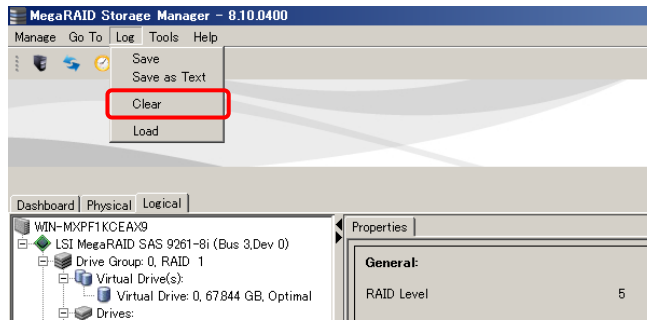 MegaRAID Storage Manager - 8.10.0400
Manage Go To Log Tools Help
Save
Save as Text
Clear
Load
Dashboard Physical Logical
WIN-MXPF1KCEAX9
Properties
LSI MegaRAID SAS 9261-8i (Bus 3,Dev 0)
Drive Group: 0, RAID 1
General:
Virtual Drive(s):
Virtual Drive: 0, 67.844 GB, Optimal
RAID Level 5
Drives: